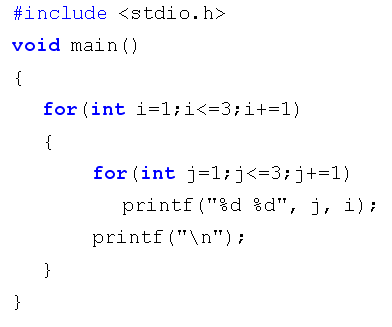 #include <stdio.h>
void main()
{
for(int i=1;i<=3;i+=1)
{
for(int j=1;j<=3;j+=1)
printf("%d %d", j, i);
printf("\n");
}
}